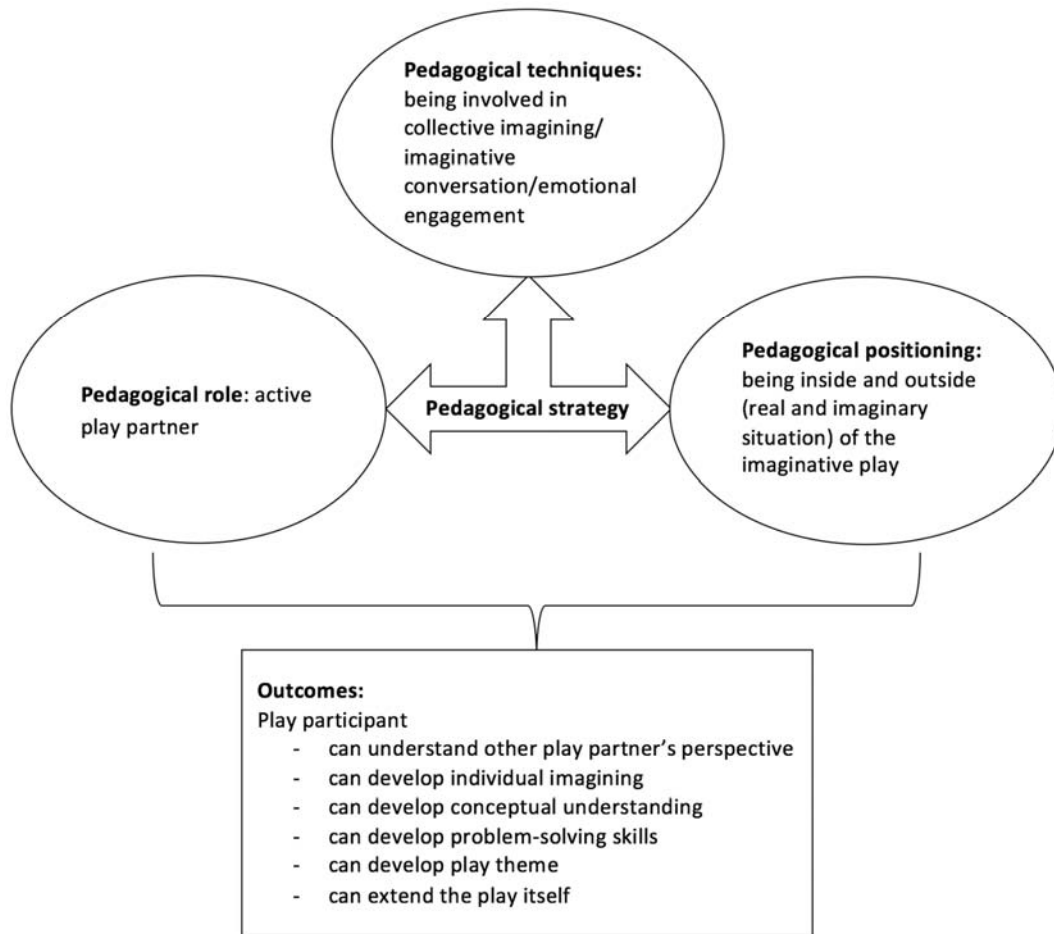 Pedagogical techniques:
being involved in
collective imagining/
imaginative
conversation/emotional
engagement
Pedagogical role: active
play partner
Pedagogical strategy
Pedagogical positioning:
being inside and outside
(real and imaginary
situation) of the
imaginative play
Outcomes:
Play participant
- can understand other play partner’s perspective
- can develop individual imagining
- can develop conceptual understanding
- can develop problem-solving skills
- can develop play theme
- can extend the play itself